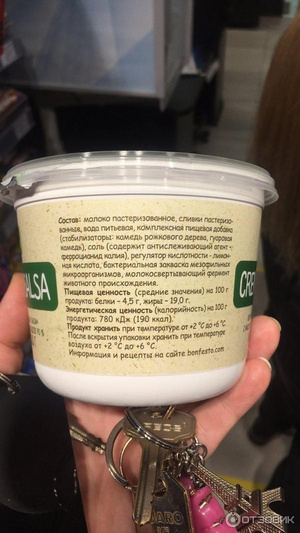 Состав: молоко пастеризованное, сливки пастеризо-
ванные, вода питьевая, комплексная пищевая добавка
(стабилизаторы: камедь рожкового дерева, гуаровая
камедь), соль (содержит антислеживающий агент -
ферроцианид калия), регулятор кислотности - лимон-
ная кислота, бактериальная закваска мезофильных
микроорганизмов, молокосвертывающий фермент
животного происхождения.
Пищевая ценность (средние значения) на 100 г
продукта: белки – 4,5 г, жиры – 19,0 г.
Энергетическая ценность (калорийность) на 100 г
продукта: 780 кДж (190 ккал).
Продукт хранить при температуре от +2 °С до +6 °С.
После вскрытия упаковки хранить при температуре
воздуха от +2 °С до +6 °С.
Информация и рецепты на сайте bonfesto.com
ALSA
CRE
ОТЗОВИК